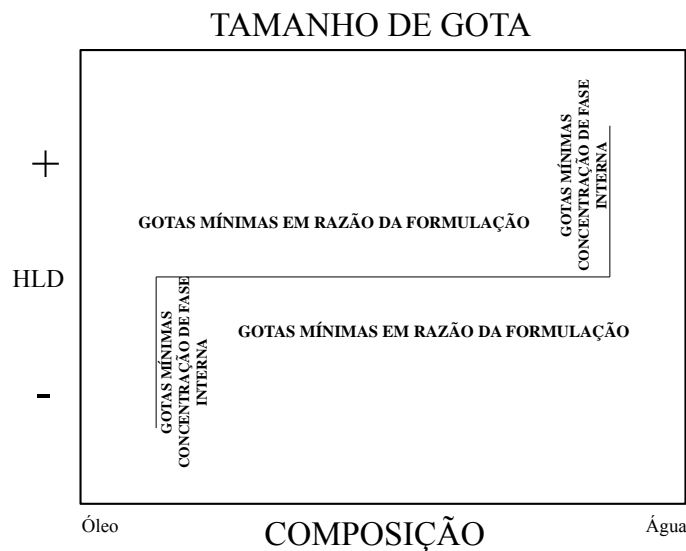 TAMANHO DE GOTA
+
GOTAS MÍNIMAS
CONCENTRAÇÃO DE FASE
INTERNA
GOTAS MÍNIMAS EM RAZÃO DA FORMULAÇÃO
HLD
GOTAS MÍNIMAS
CONCENTRAÇÃO DE FASE
INTERNA
GOTAS MÍNIMAS EM RAZÃO DA FORMULAÇÃO
-
Óleo
COMPOSIÇÃO
Água